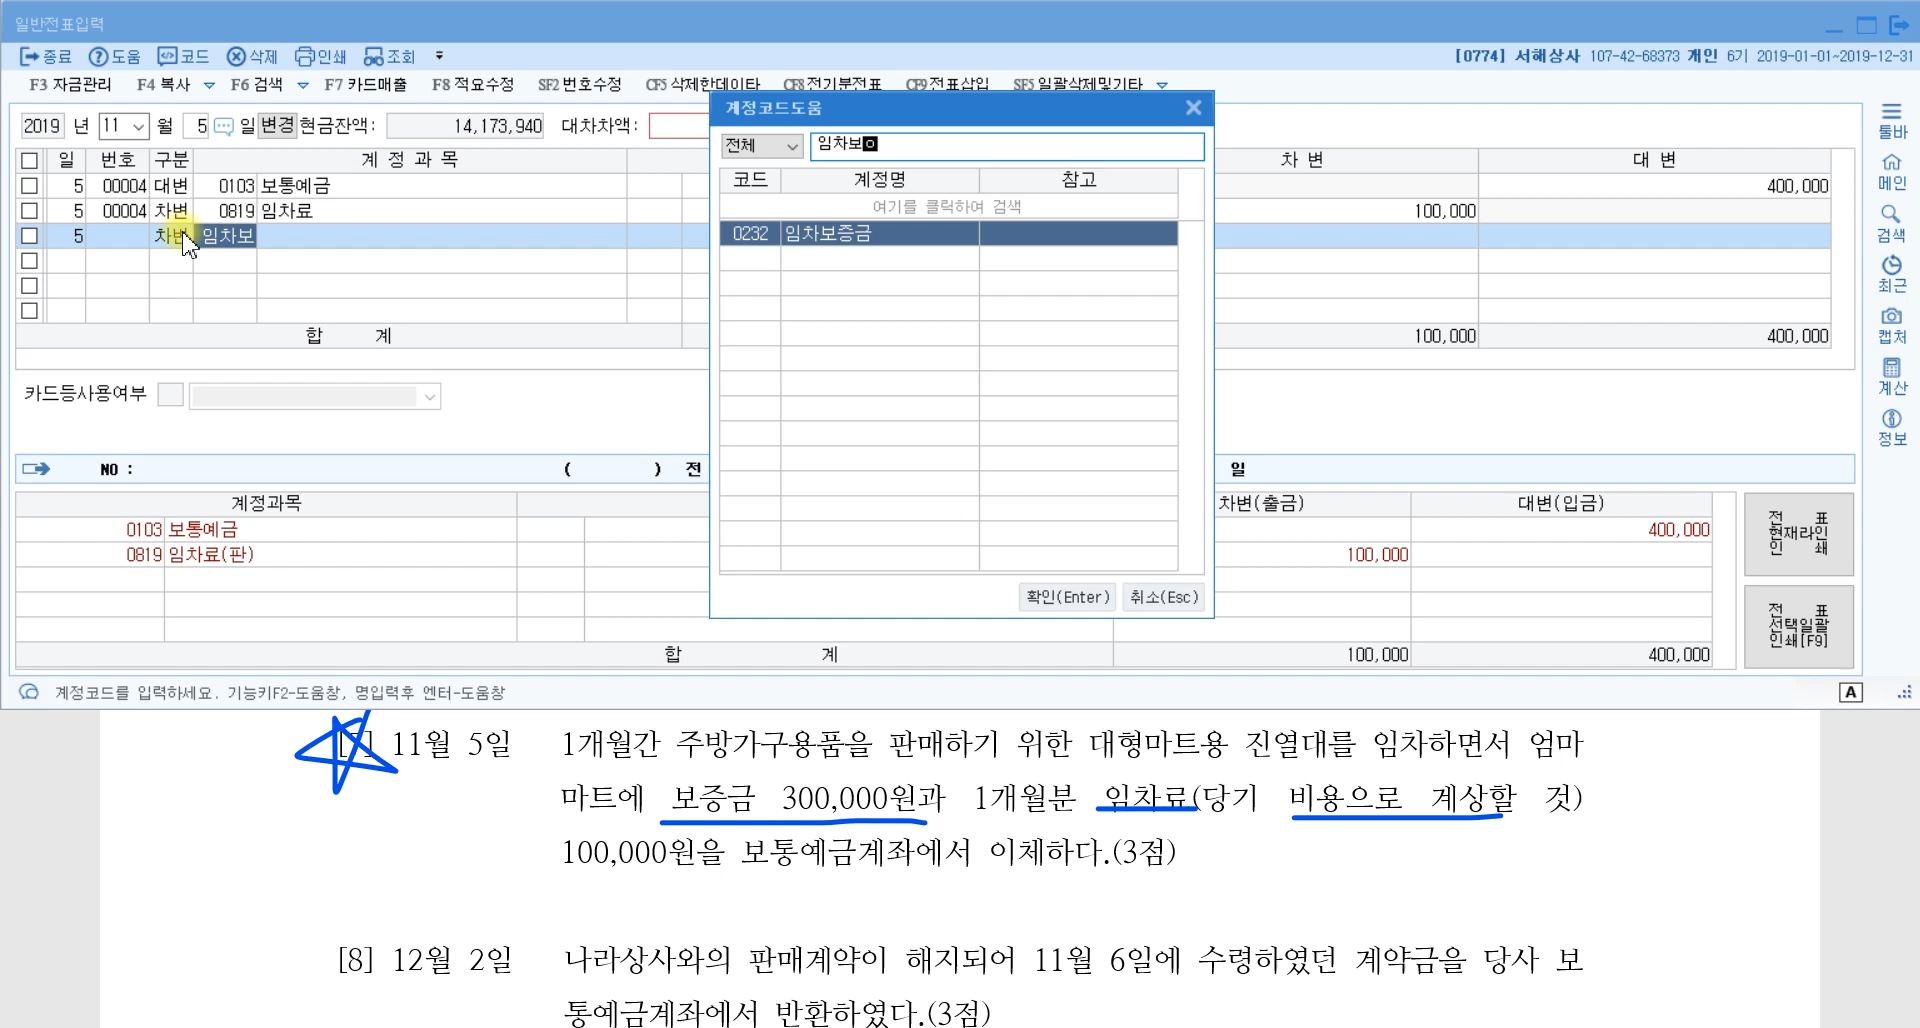 일반전표입력
종료 도움 코드 삭제 인쇄 조회 [0774] 서해상사 107-42-68373 개인 6기 2019-01-01~2019-12-31
F3 자금관리 F4 복사 F6 검색 F7 카드매출 F8 적요수정 SF2 번호수정 CF5 삭제한데이타 CF8 전기분전표 CF9 전표삽입 SF5 일괄삭제및기타
2019 년 11 월 5 일 변경 현금잔액: 14,173,940 대차차액:
일 번호 구분 계 정 과 목 차 변 대 변
5 00004 대변 0103 보통예금 400,000
5 00004 차변 0819 임차료 100,000
5 차변 임차보
합 계 100,000 400,000
카드등사용여부
계정코드도움
전체 임차보ㅇ
코드 계정명 참고
여기를 클릭하여 검색
0232 임차보증금
확인(Enter) 취소(Esc)
NO : ( ) 전 일
계정과목 차변(출금) 대변(입금)
0103 보통예금 400,000
0819 임차료(판) 100,000
합 계 100,000 400,000
전 표
현재라인
인 쇄
전 표
선택일괄
인쇄[F9]
툴바
메인
검색
최근
캡처
계산
정보
계정코드를 입력하세요. 기능키F2-도움창, 명입력후 엔터-도움창 A
11월 5일 1개월간 주방가구용품을 판매하기 위한 대형마트용 진열대를 임차하면서 엄마
마트에 보증금 300,000원과 1개월분 임차료(당기 비용으로 계상할 것)
100,000원을 보통예금계좌에서 이체하다.(3점)
[8] 12월 2일 나라상사와의 판매계약이 해지되어 11월 6일에 수령하였던 계약금을 당사 보
통예금계좌에서 반환하였다.(3점)